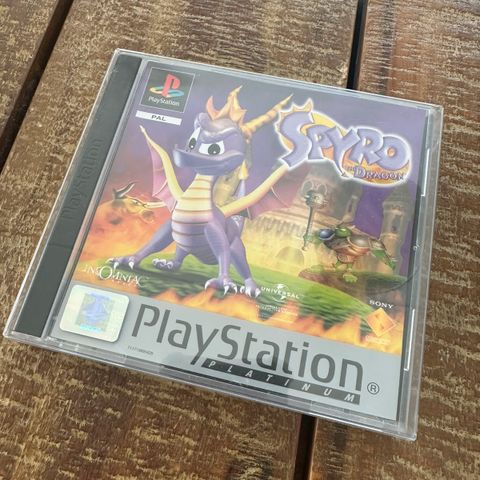 PlayStation
PAL
SPYRO
THE DRAGON
PlayStation
INSOMNIAC
UNIVERSAL
SONY
PlayStation®
PLATINUM